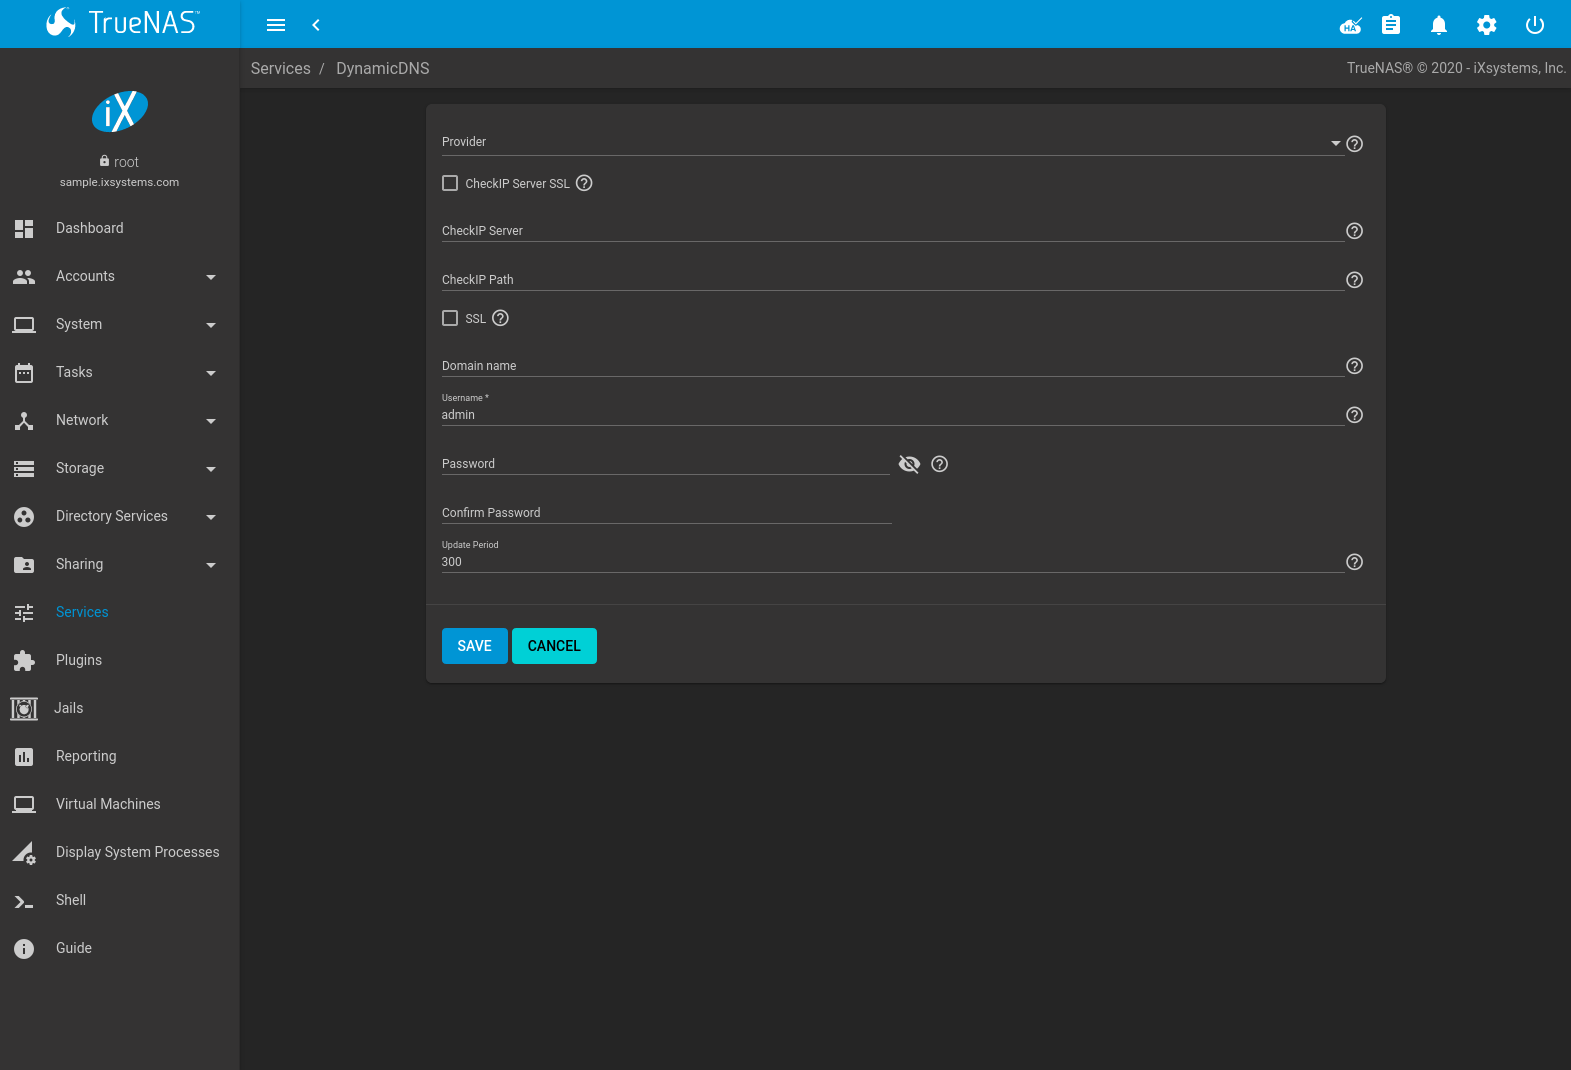 TrueNAS™
HA
Services / DynamicDNS
TrueNAS® © 2020 - iXsystems, Inc.
iX
root
sample.ixsystems.com
Dashboard
Accounts
System
Tasks
Network
Storage
Directory Services
Sharing
Services
Plugins
Jails
Reporting
Virtual Machines
Display System Processes
Shell
Guide
Provider
CheckIP Server SSL
CheckIP Server
CheckIP Path
SSL
Domain name
Username *
admin
Password
Confirm Password
Update Period
300
SAVE CANCEL